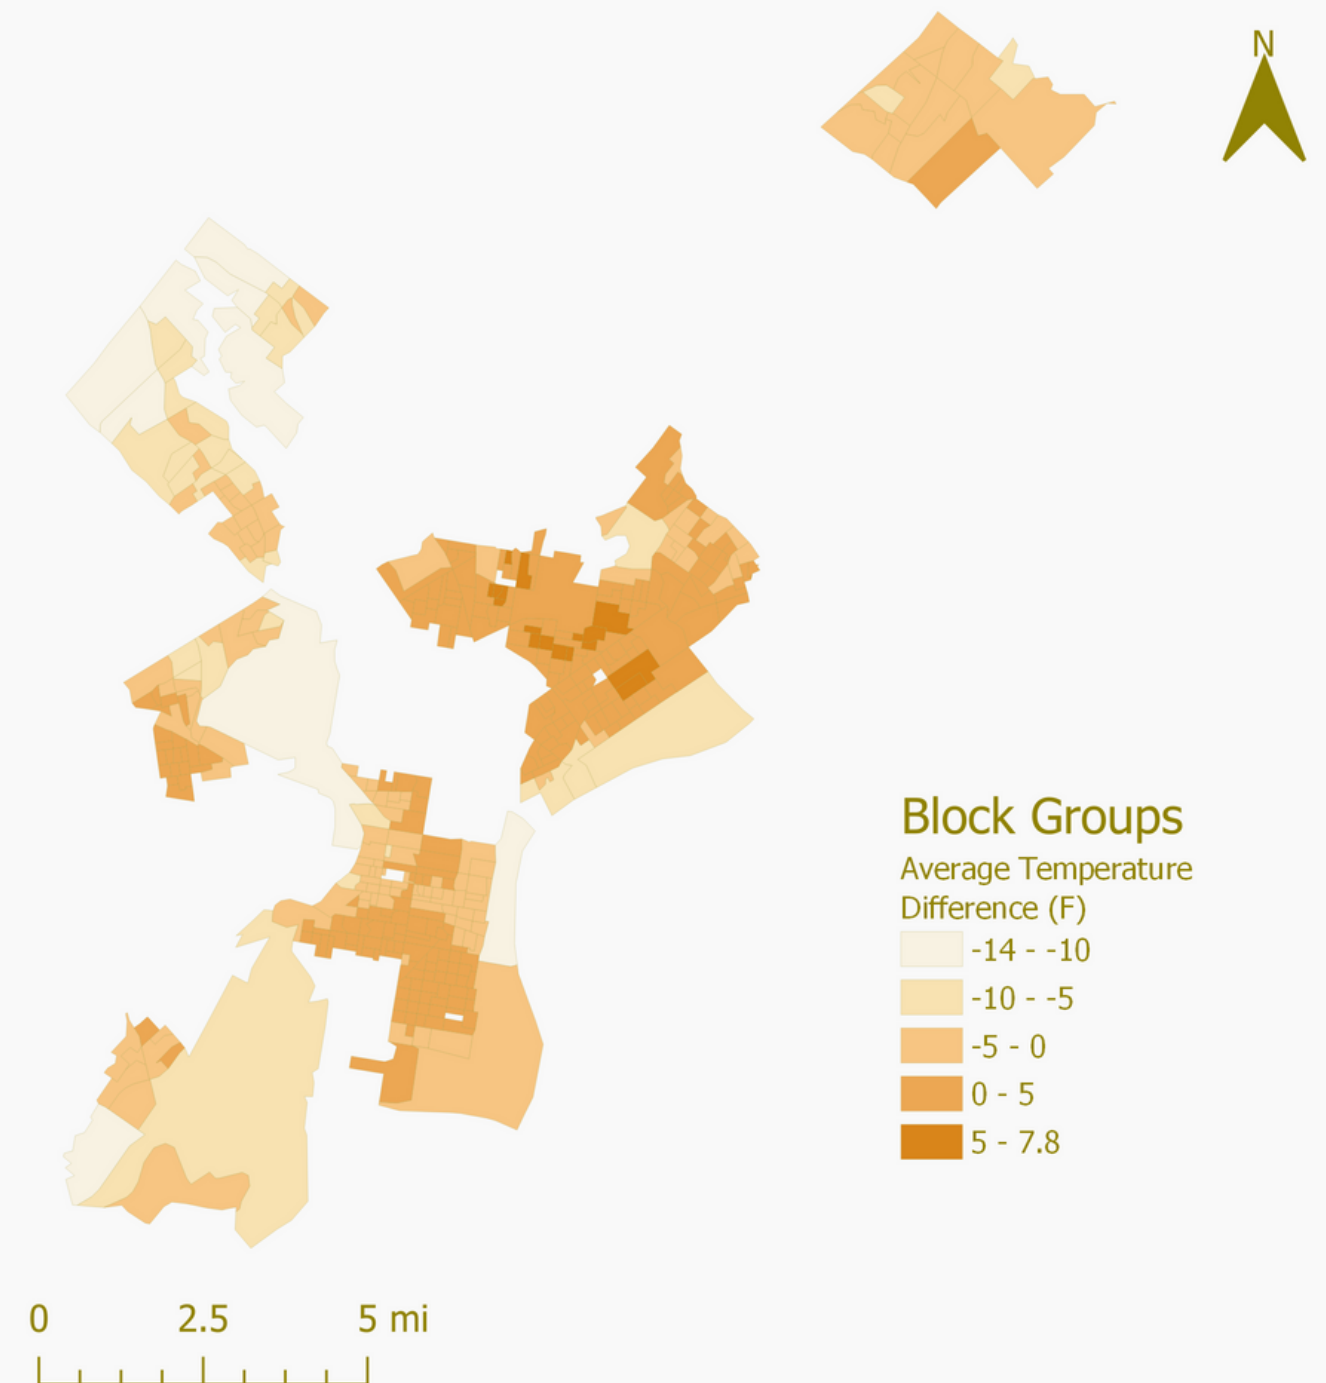 N
Block Groups
Average Temperature
Difference (F)
-14 - -10
-10 - -5
-5 - 0
0 - 5
5 - 7.8
0 2.5 5 mi